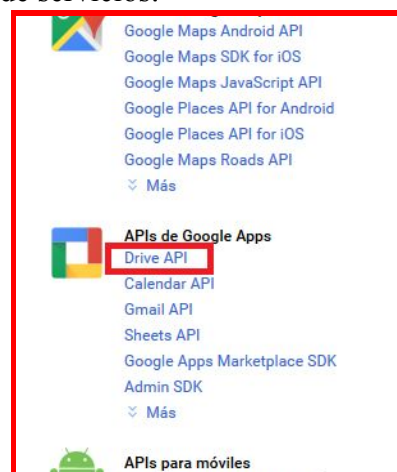 de servicios.
Google Maps Android API
Google Maps SDK for iOS
Google Maps JavaScript API
Google Places API for Android
Google Places API for iOS
Google Maps Roads API
Más
APIs de Google Apps
Drive API
Calendar API
Gmail API
Sheets API
Google Apps Marketplace SDK
Admin SDK
Más
APIs para móviles